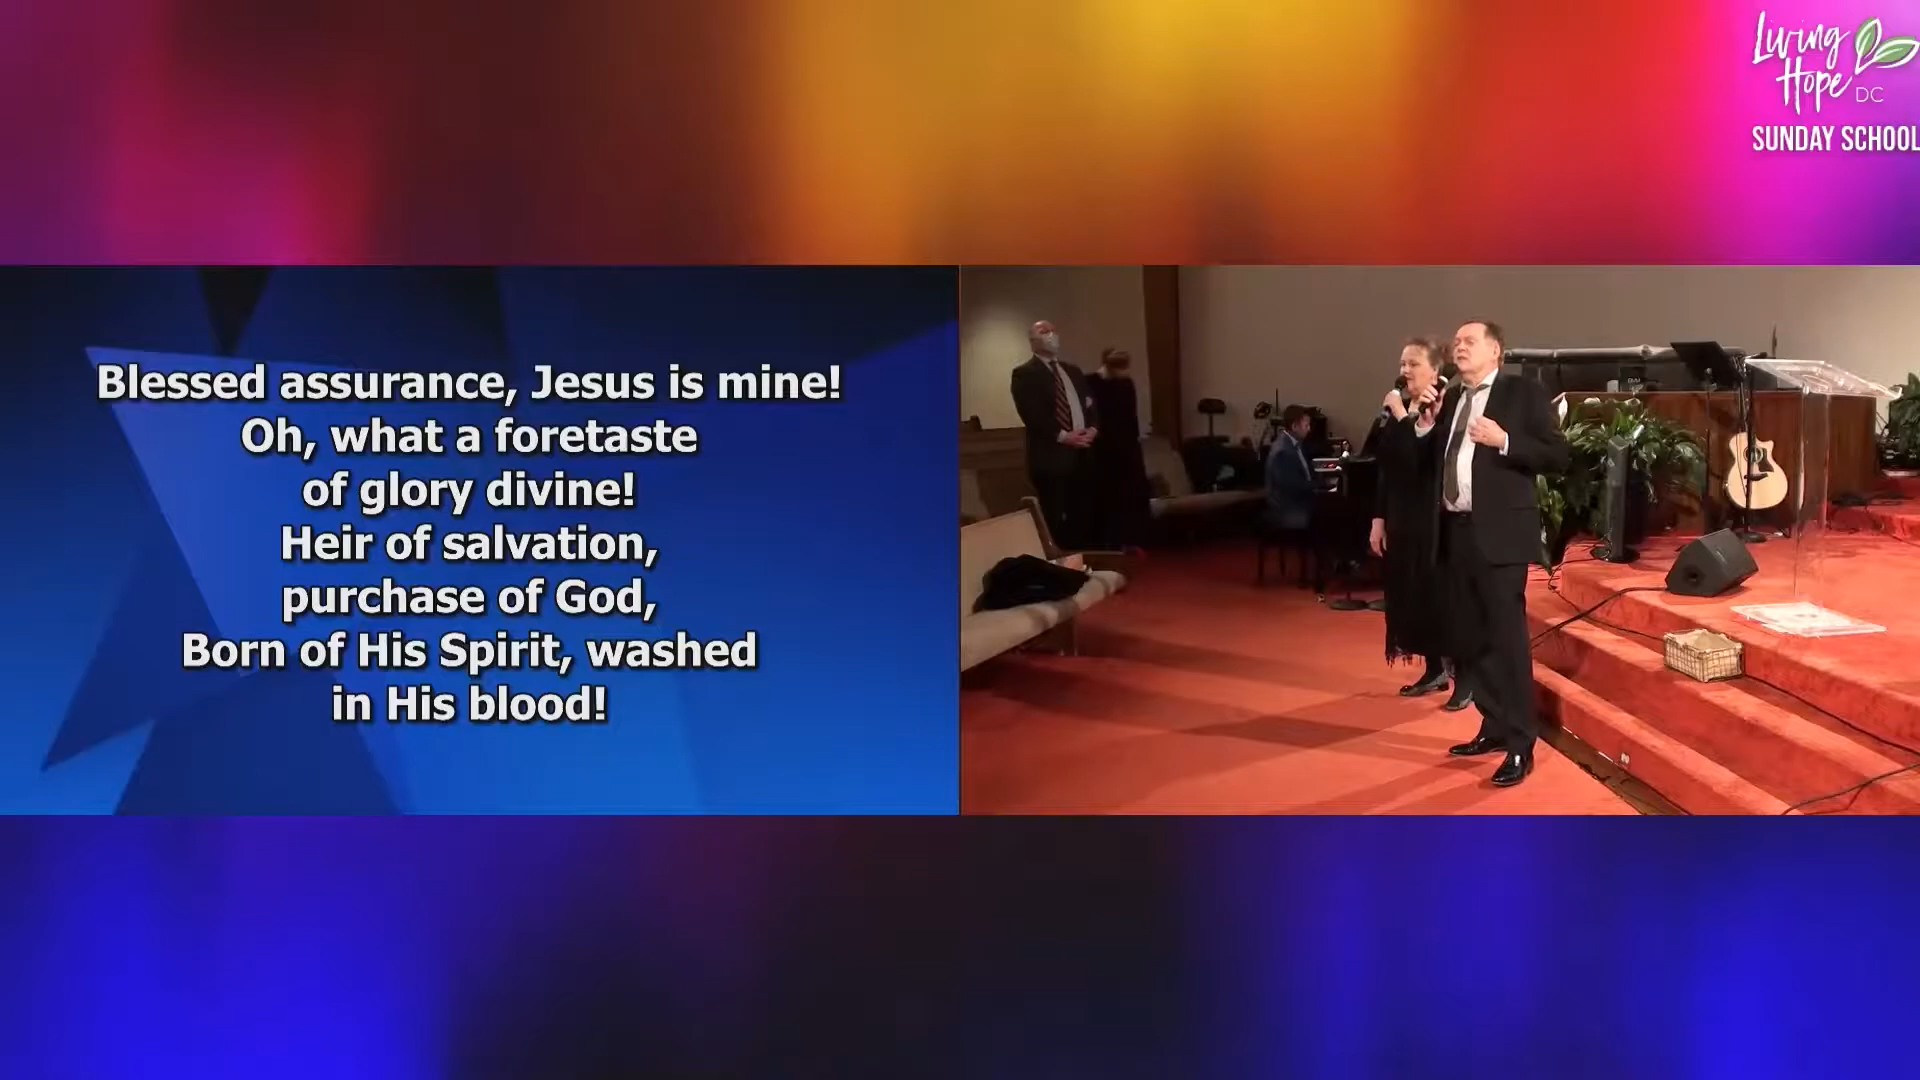 Living
Hope
DC
SUNDAY SCHOOL
Blessed assurance, Jesus is mine!
Oh, what a foretaste
of glory divine!
Heir of salvation,
purchase of God,
Born of His Spirit, washed
in His blood!